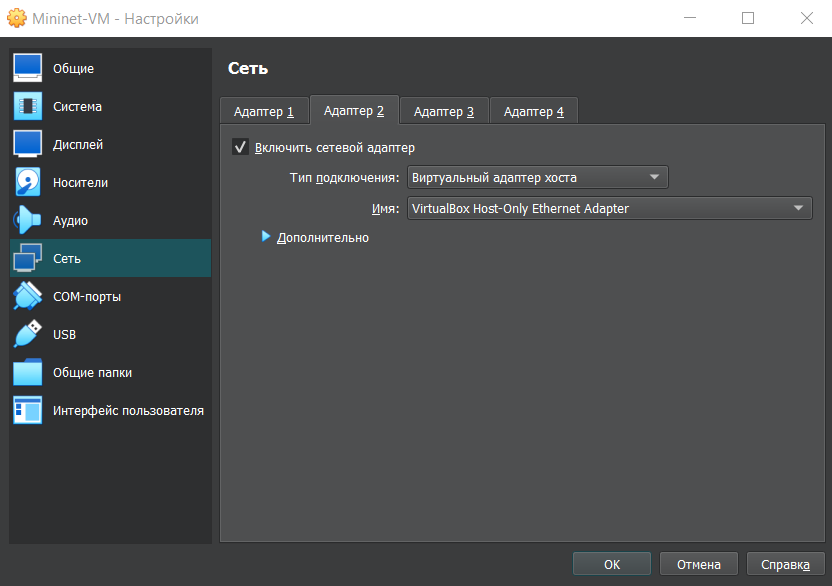 Mininet-VM - Настройки
Общие
Система
Дисплей
Носители
Аудио
Сеть
COM-порты
USB
Общие папки
Интерфейс пользователя
Сеть
Адаптер 1 Адаптер 2 Адаптер 3 Адаптер 4
Включить сетевой адаптер
Тип подключения: Виртуальный адаптер хоста
Имя: VirtualBox Host-Only Ethernet Adapter
Дополнительно
OK Отмена Справка